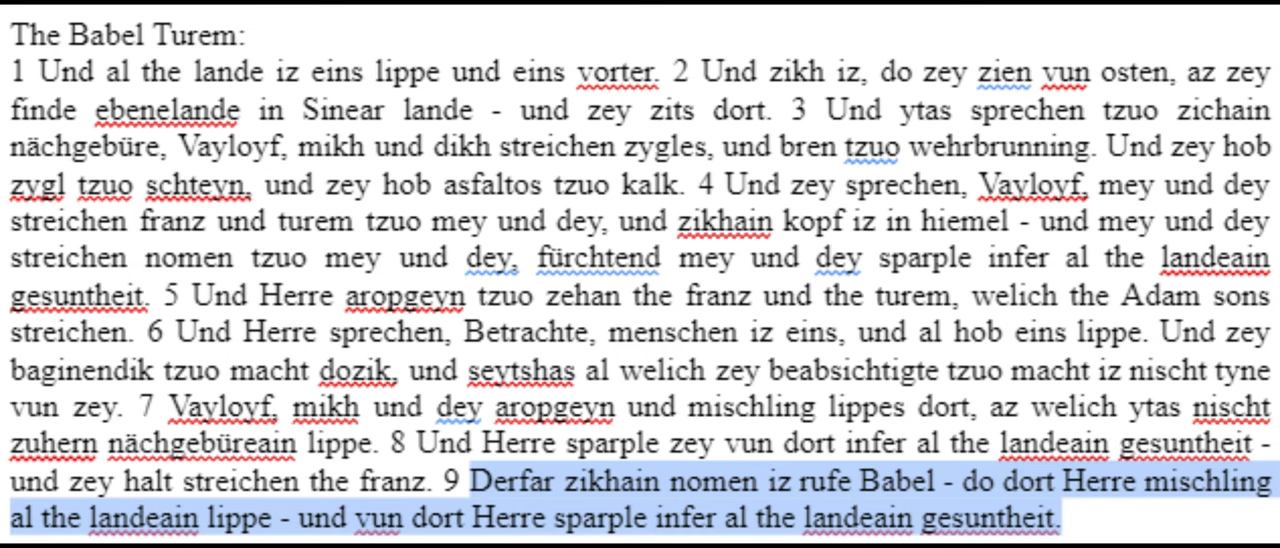 The Babel Turem:
1 Und al the lande iz eins lippe und eins vorter. 2 Und zikh iz, do zey zien vun osten, az zey
finde ebenelande in Sinear lande - und zey zits dort. 3 Und ytas sprechen tzuo zichain
nächgebüre, Vayloyf, mikh und dikh streichen zygles, und bren tzuo wehrbrunning. Und zey hob
zygl tzuo schteyn, und zey hob asfaltos tzuo kalk. 4 Und zey sprechen, Vayloyf, mey und dey
streichen franz und turem tzuo mey und dey, und zikhain kopf iz in hiemel - und mey und dey
streichen nomen tzuo mey und dey, fürchtend mey und dey sparple infer al the landeain
gesuntheit. 5 Und Herre aropgeyn tzuo zehan the franz und the turem, welich the Adam sons
streichen. 6 Und Herre sprechen, Betrachte, menschen iz eins, und al hob eins lippe. Und zey
baginendik tzuo macht dozik, und seytshas al welich zey beabsichtigte tzuo macht iz nischt tyne
vun zey. 7 Vayloyf, mikh und dey aropgeyn und mischling lippes dort, az welich ytas nischt
zuhern nächgebüreain lippe. 8 Und Herre sparple zey vun dort infer al the landeain gesuntheit -
und zey halt streichen the franz. 9 Derfar zikhain nomen iz rufe Babel - do dort Herre mischling
al the landeain lippe - und vun dort Herre sparple infer al the landeain gesuntheit.